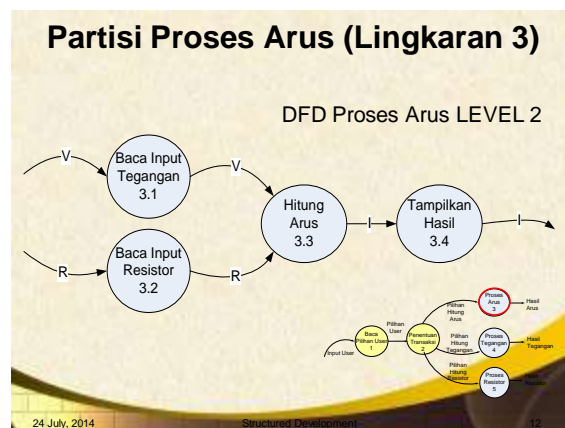 Partisi Proses Arus (Lingkaran 3)
DFD Proses Arus LEVEL 2
V
Baca Input
Tegangan
3.1
V
R
Baca Input
Resistor
3.2
R
Hitung
Arus
3.3
I
Tampilkan
Hasil
3.4
I
Input User
Baca
Pilihan User
1
Pilihan
User
Penentuan
Transaksi
2
Pilihan
Hitung
Arus
Proses
Arus
3
Hasil
Arus
Pilihan
Hitung
Tegangan
Proses
Tegangan
4
Hasil
Tegangan
Pilihan
Hitung
Resistor
Proses
Resistor
5
24 July, 2014
Structured Development
12